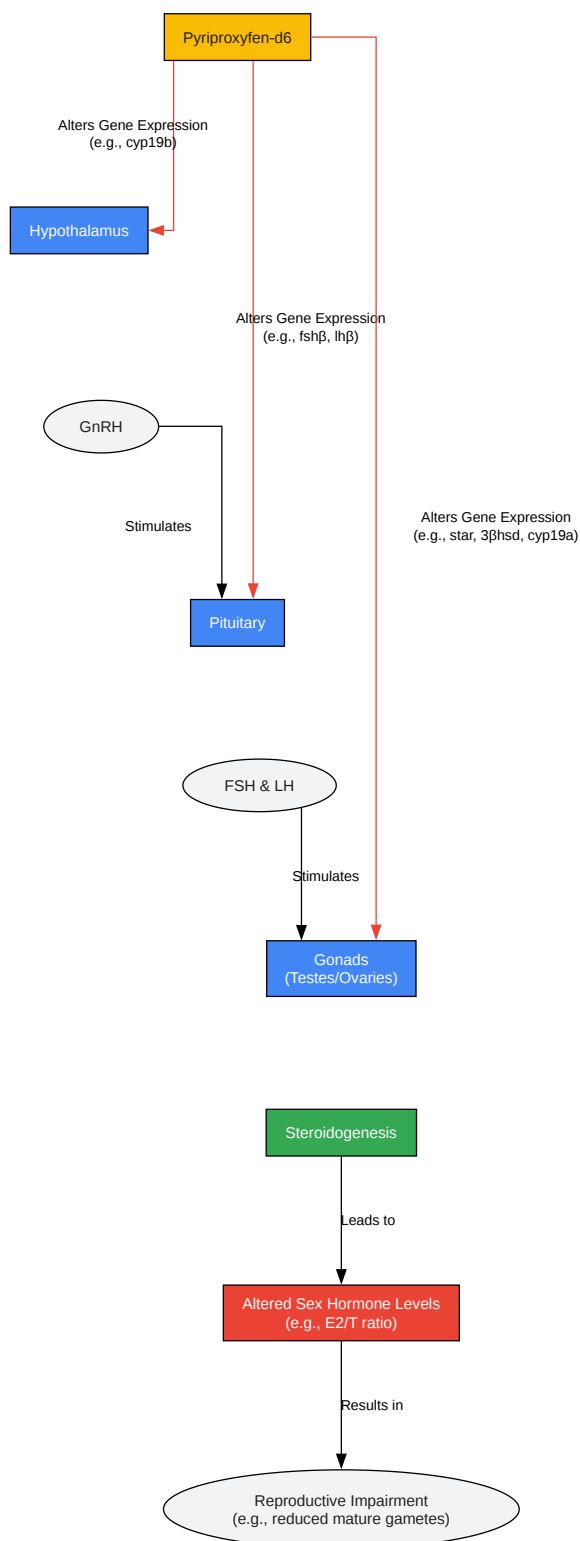 Pyriproxyfen-d6
Alters Gene Expression
(e.g., cyp19b)
Hypothalamus
Alters Gene Expression
(e.g., fshβ, lhβ)
GnRH
Alters Gene Expression
(e.g., star, 3βhsd, cyp19a)
Stimulates
Pituitary
FSH & LH
Stimulates
Gonads
(Testes/Ovaries)
Steroidogenesis
Leads to
Altered Sex Hormone Levels
(e.g., E2/T ratio)
Results in
Reproductive Impairment
(e.g., reduced mature gametes)